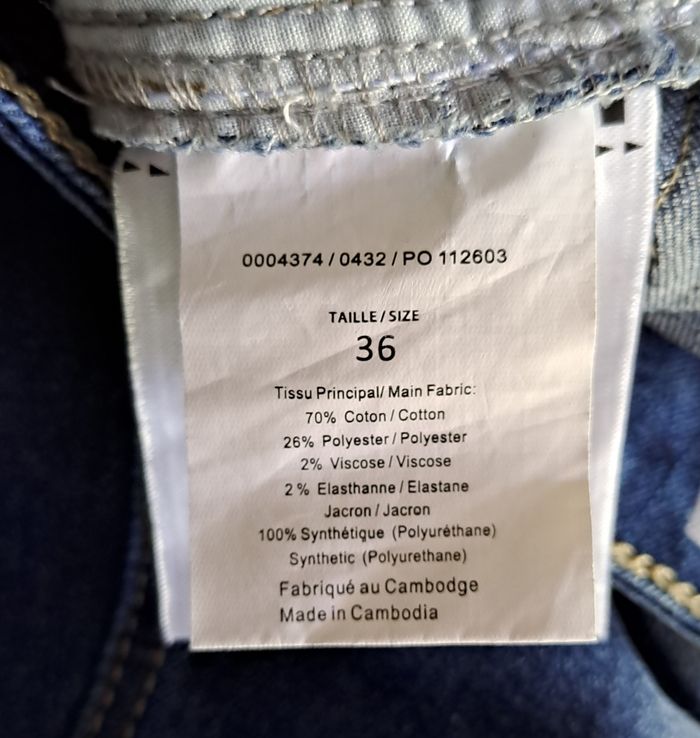 0004374 / 0432 / PO 112603
TAILLE / SIZE
36
Tissu Principal/ Main Fabric:
70% Coton / Cotton
26% Polyester / Polyester
2% Viscose / Viscose
2% Elasthanne / Elastane
Jacron / Jacron
100% Synthétique (Polyuréthane)
Synthetic (Polyurethane)
Fabriqué au Cambodge
Made in Cambodia